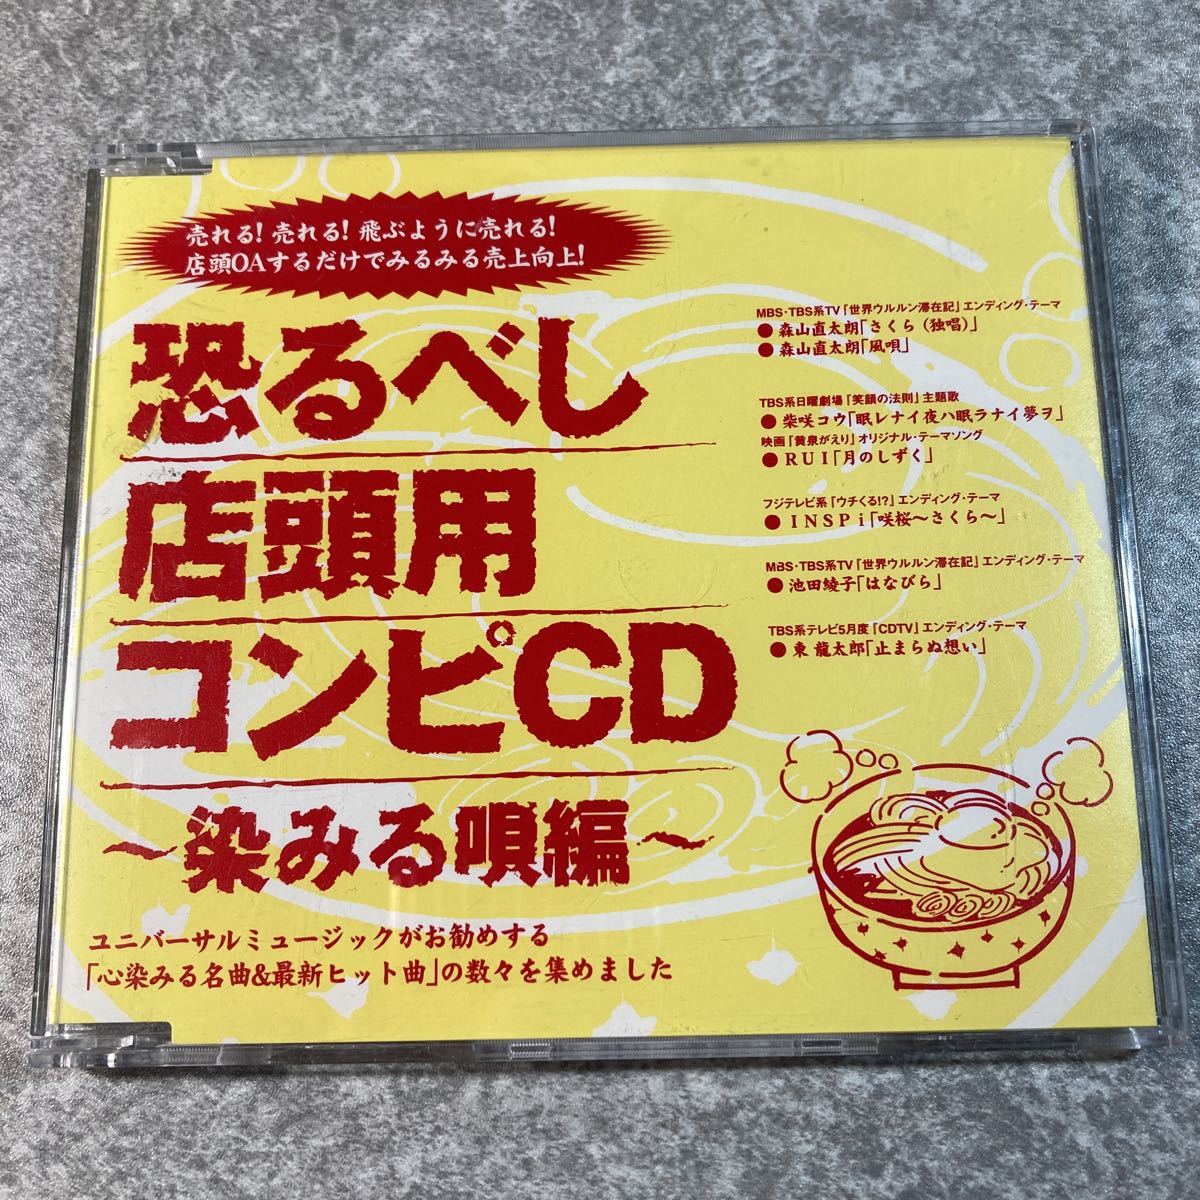 売れる! 売れる! 飛ぶように売れる!
店頭OAするだけでみるみる売上向上!
恐るべし
店頭用
コンピCD
～染みる唄編～
ユニバーサルミュージックがお勧めする
「心染みる名曲&最新ヒット曲」の数々を集めました
MBS・TBS系TV『世界ウルルン滞在記』エンディング・テーマ
● 森山直太朗「さくら（独唱）」
● 森山直太朗「風唄」
TBS系日曜劇場『笑顔の法則』主題歌
● 柴咲コウ「眠レナイ夜ハ眠ラナイ夢ヲ」
映画『黄泉がえり』オリジナル・テーマソング
● RUI「月のしずく」
フジテレビ系『ウチくる!?』エンディング・テーマ
● INSPi「咲桜～さくら～」
MBS・TBS系TV『世界ウルルン滞在記』エンディング・テーマ
● 池田綾子「はなびら」
TBS系テレビ5月度『CDTV』エンディング・テーマ
● 東 龍太郎「止まらぬ想い」